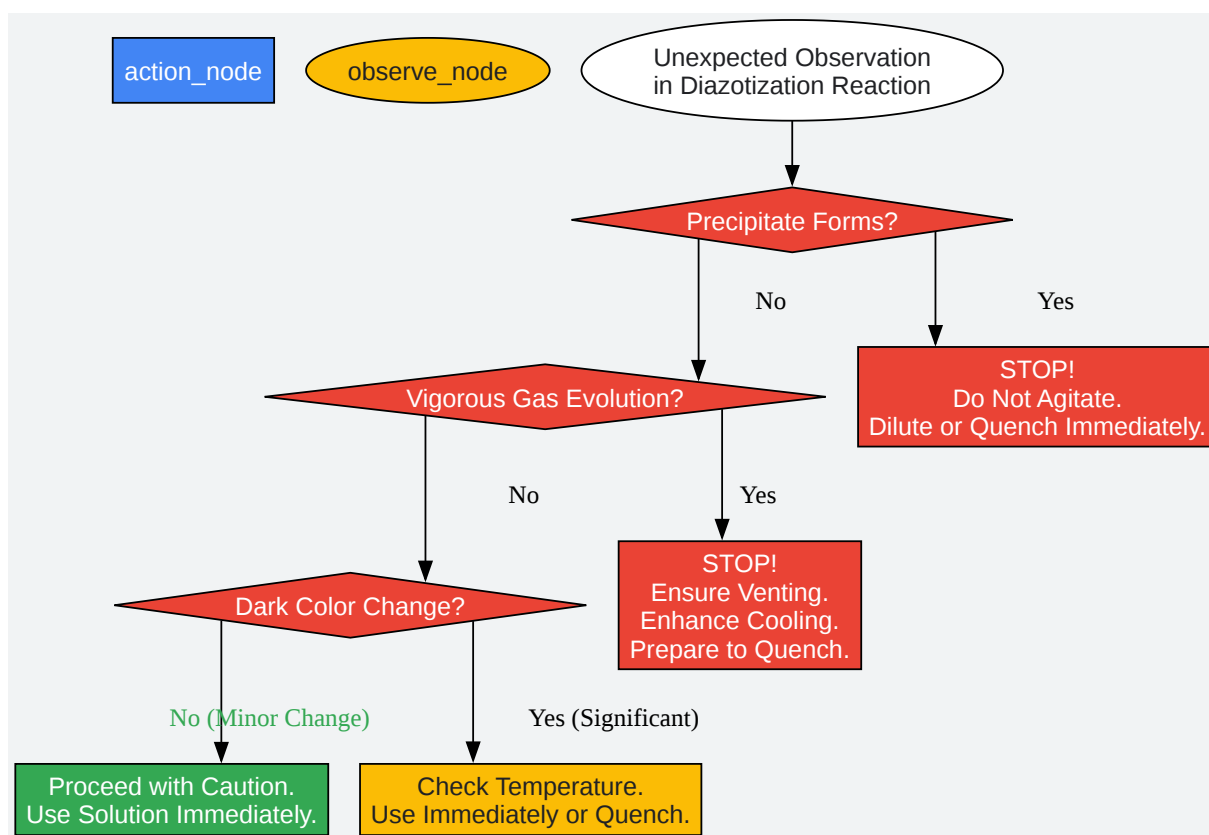 action_node
observe_node
Unexpected Observation
in Diazotization Reaction
Precipitate Forms?
No
Yes
STOP!
Do Not Agitate.
Dilute or Quench Immediately.
Vigorous Gas Evolution?
No
Yes
STOP!
Ensure Venting.
Enhance Cooling.
Prepare to Quench.
Dark Color Change?
No (Minor Change)
Yes (Significant)
Proceed with Caution.
Use Solution Immediately.
Check Temperature.
Use Immediately or Quench.